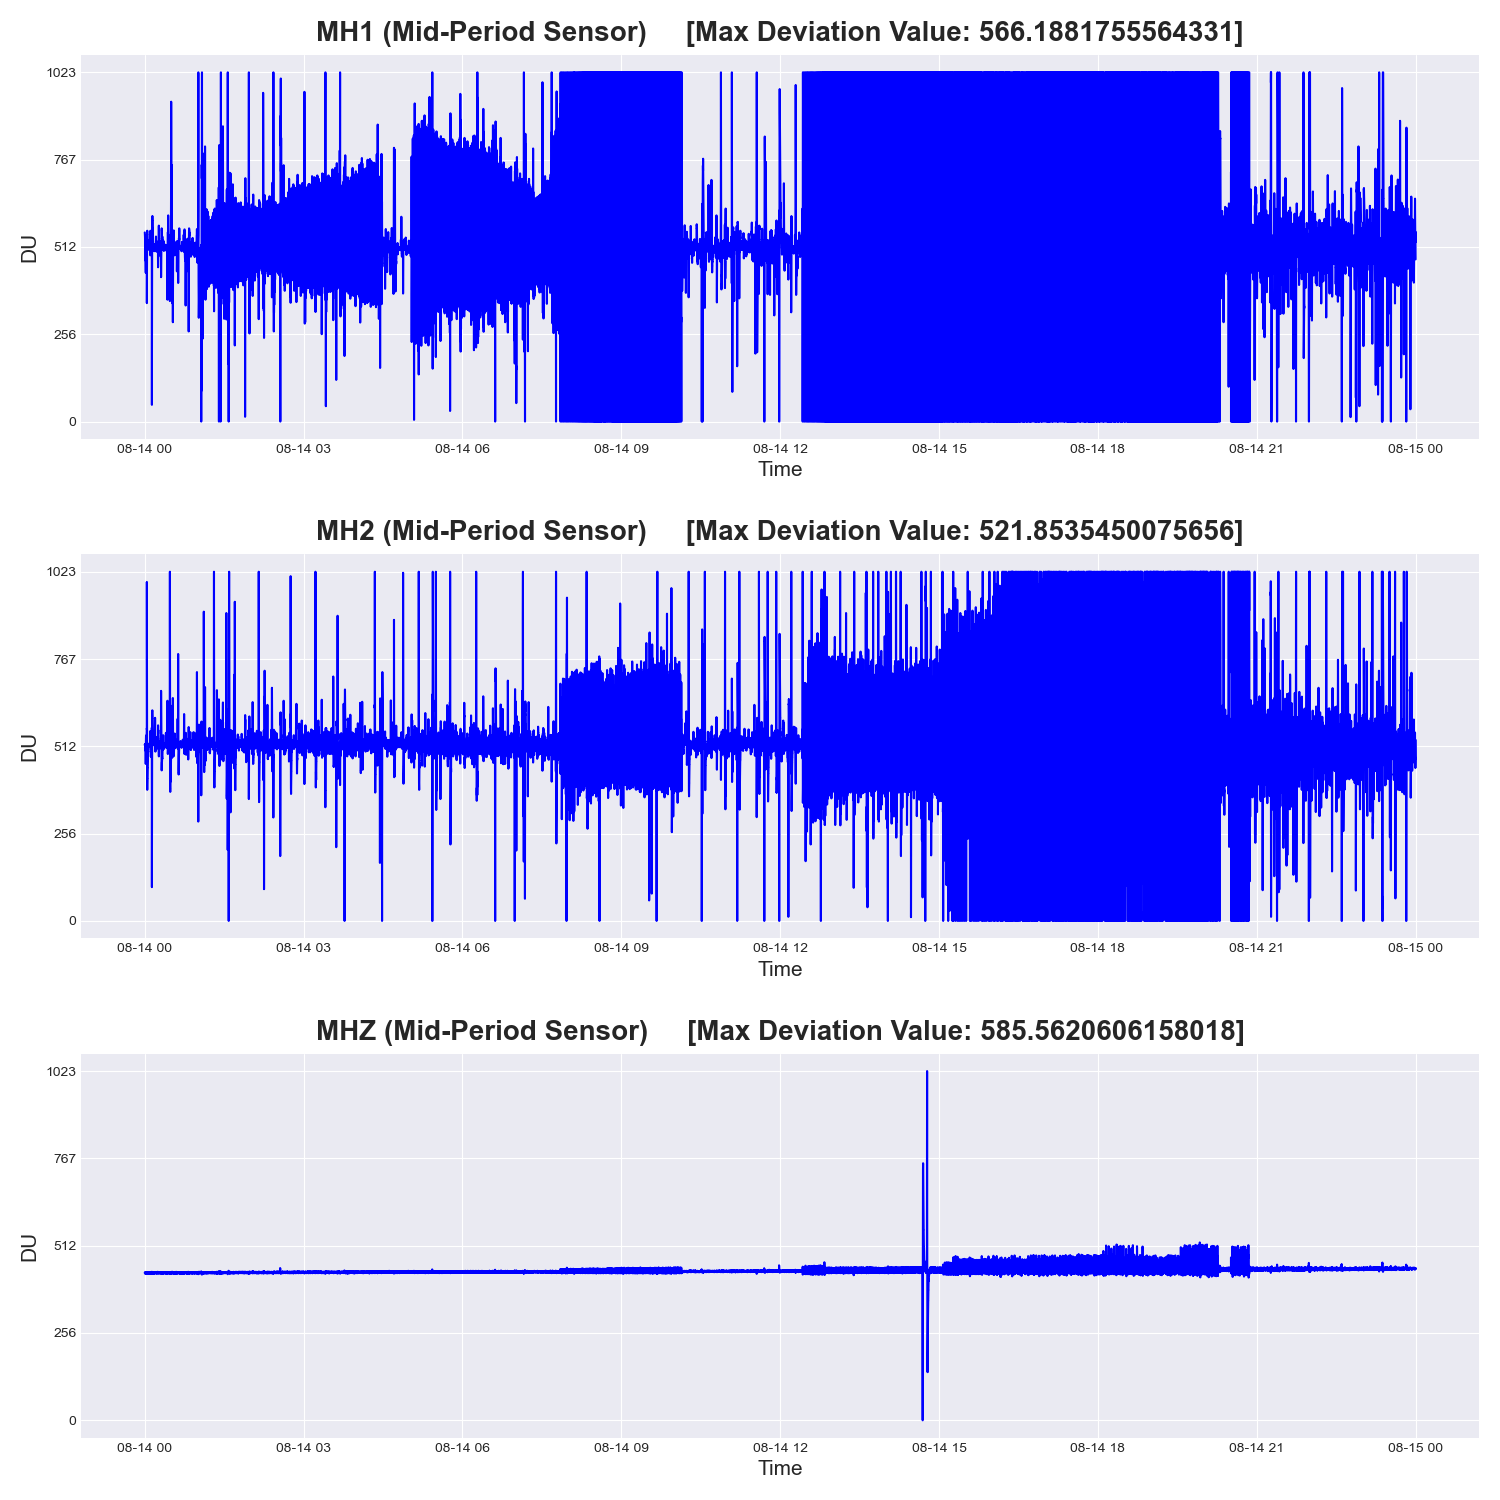 MH1 (Mid-Period Sensor) [Max Deviation Value: 566.1881755564331]
1023
767
512
256
0
DU
08-14 00 08-14 03 08-14 06 08-14 09 08-14 12 08-14 15 08-14 18 08-14 21 08-15 00
Time
MH2 (Mid-Period Sensor) [Max Deviation Value: 521.8535450075656]
1023
767
512
256
0
DU
08-14 00 08-14 03 08-14 06 08-14 09 08-14 12 08-14 15 08-14 18 08-14 21 08-15 00
Time
MHZ (Mid-Period Sensor) [Max Deviation Value: 585.5620606158018]
1023
767
512
256
0
DU
08-14 00 08-14 03 08-14 06 08-14 09 08-14 12 08-14 15 08-14 18 08-14 21 08-15 00
Time